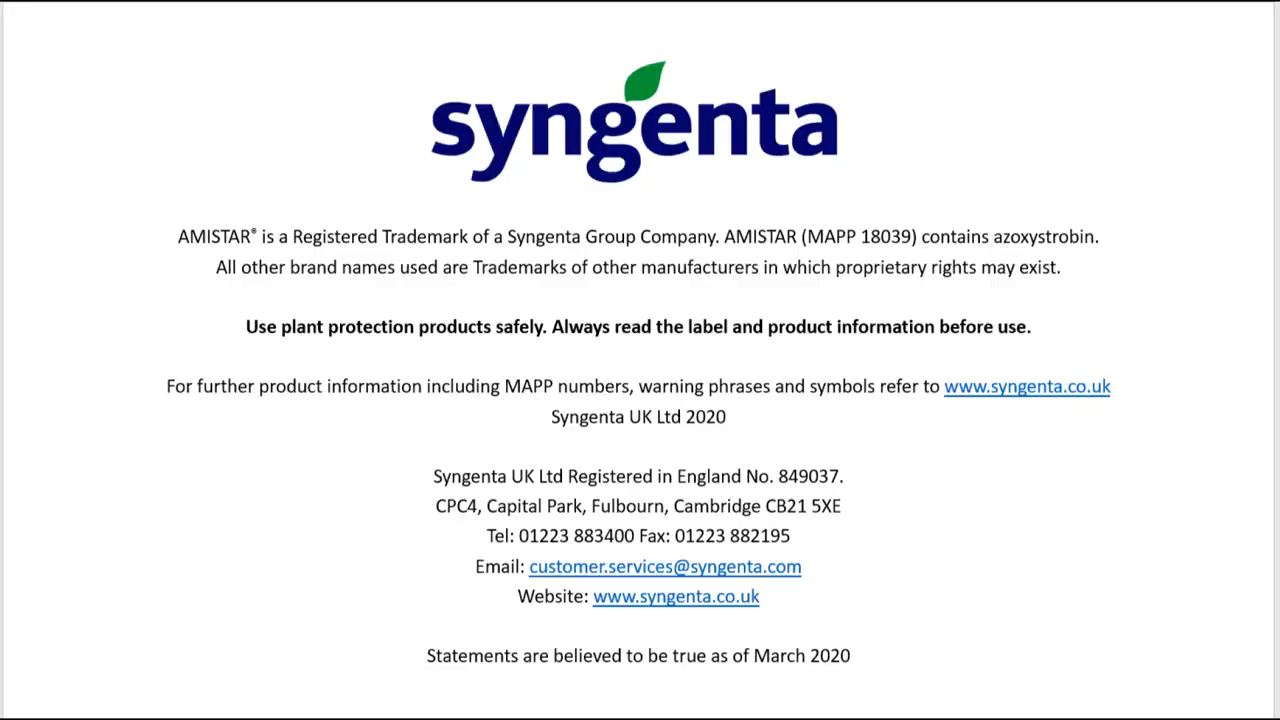 syngenta
AMISTAR® is a Registered Trademark of a Syngenta Group Company. AMISTAR (MAPP 18039) contains azoxystrobin.
All other brand names used are Trademarks of other manufacturers in which proprietary rights may exist.
Use plant protection products safely. Always read the label and product information before use.
For further product information including MAPP numbers, warning phrases and symbols refer to www.syngenta.co.uk
Syngenta UK Ltd 2020
Syngenta UK Ltd Registered in England No. 849037.
CPC4, Capital Park, Fulbourn, Cambridge CB21 5XE
Tel: 01223 883400 Fax: 01223 882195
Email: customer.services@syngenta.com
Website: www.syngenta.co.uk
Statements are believed to be true as of March 2020